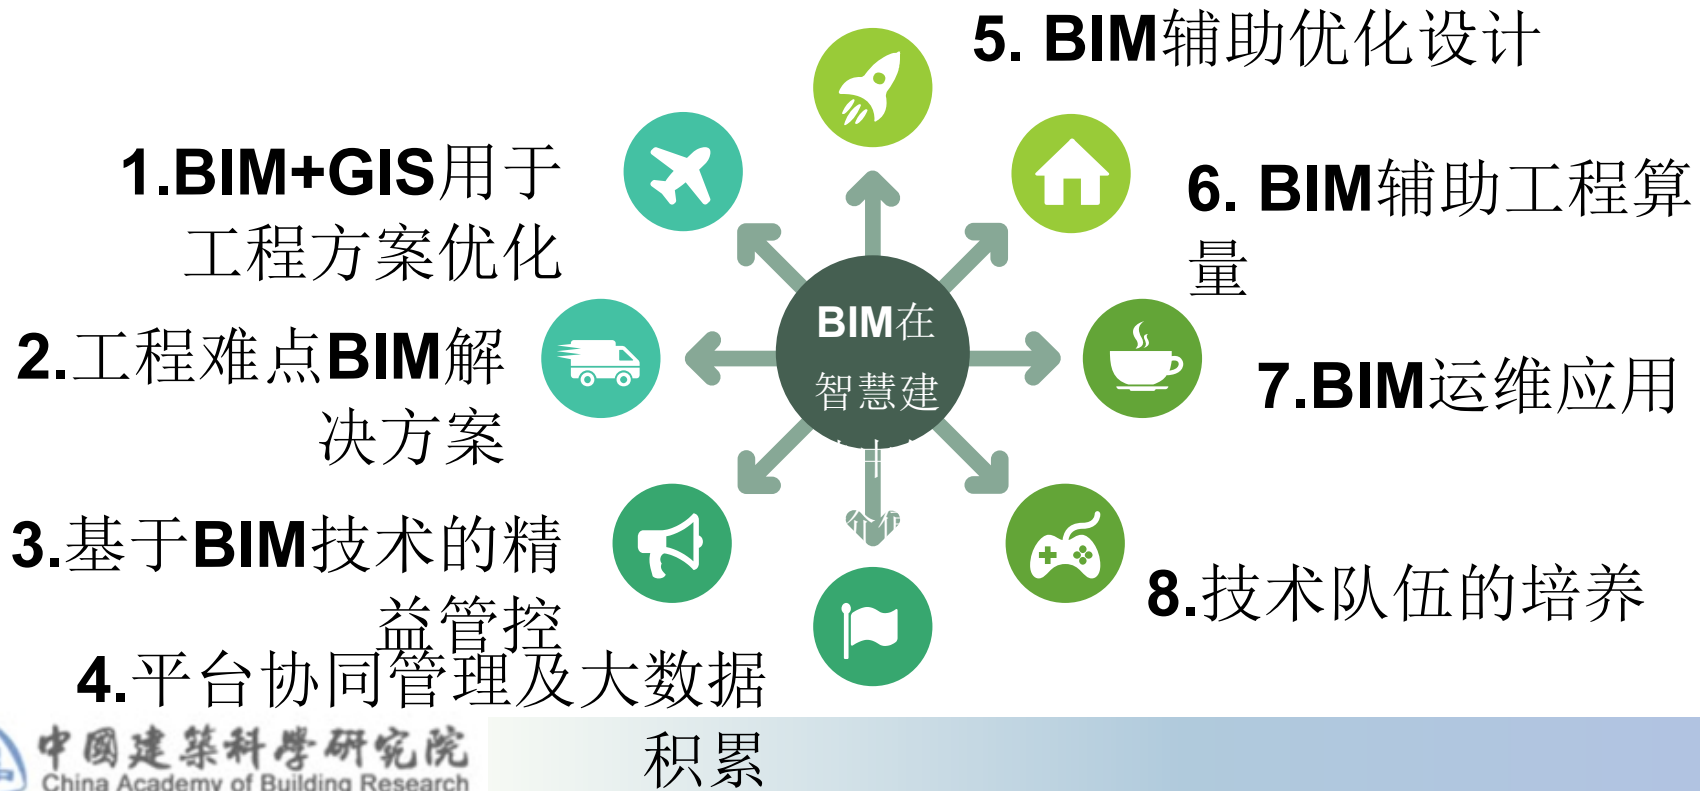 5. BIM辅助优化设计
1.BIM+GIS用于
工程方案优化
6. BIM辅助工程算
量
2.工程难点BIM解
决方案
BIM在
智慧建
7.BIM运维应用
3.基于BIM技术的精
益管控
8.技术队伍的培养
4.平台协同管理及大数据
积累
中國建築科學研究院
China Academy of Building Research